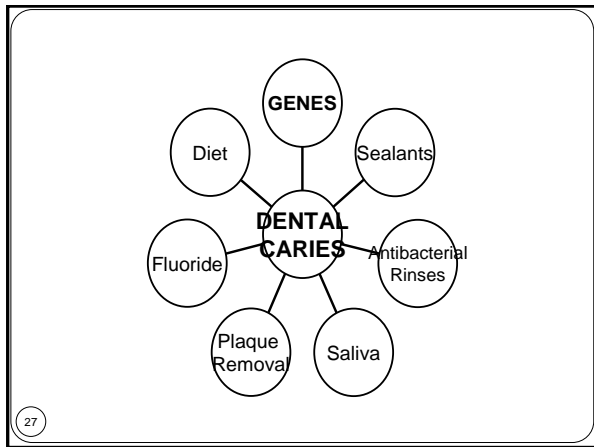 GENES
Sealants
Antibacterial
Rinses
Saliva
Plaque
Removal
Fluoride
Diet
DENTAL
CARIES
27